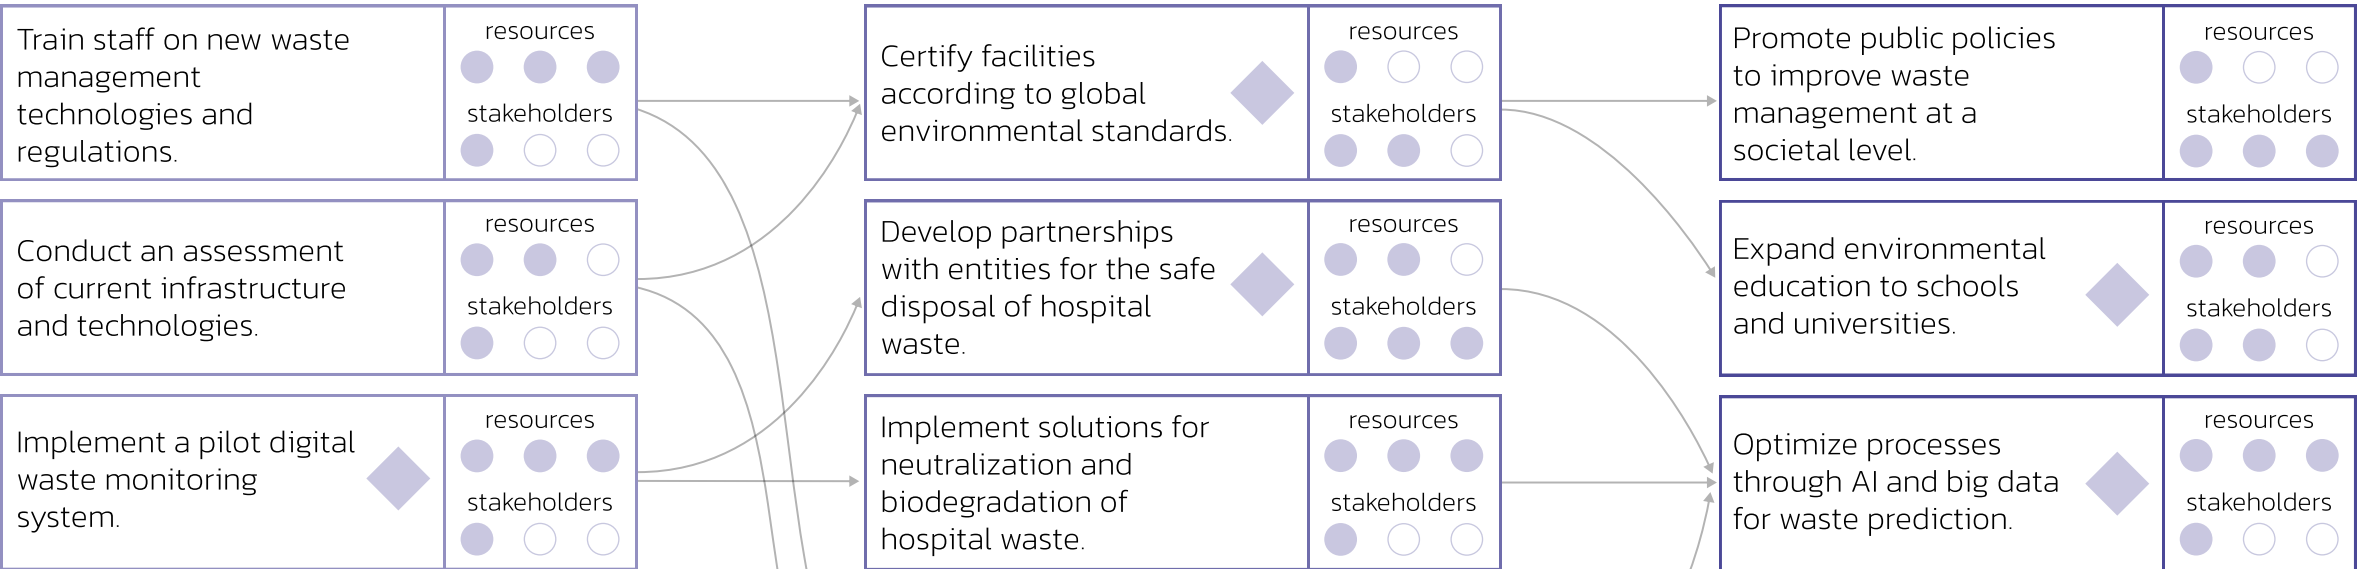 Train staff on new waste
management
technologies and
regulations.
resources
stakeholders
Certify facilities
according to global
environmental standards.
resources
stakeholders
Promote public policies
to improve waste
management at a
societal level.
resources
stakeholders
Conduct an assessment
of current infrastructure
and technologies.
resources
stakeholders
Develop partnerships
with entities for the safe
disposal of hospital
waste.
resources
stakeholders
Expand environmental
education to schools
and universities.
resources
stakeholders
Implement a pilot digital
waste monitoring
system.
resources
stakeholders
Implement solutions for
neutralization and
biodegradation of
hospital waste.
resources
stakeholders
Optimize processes
through AI and big data
for waste prediction.
resources
stakeholders